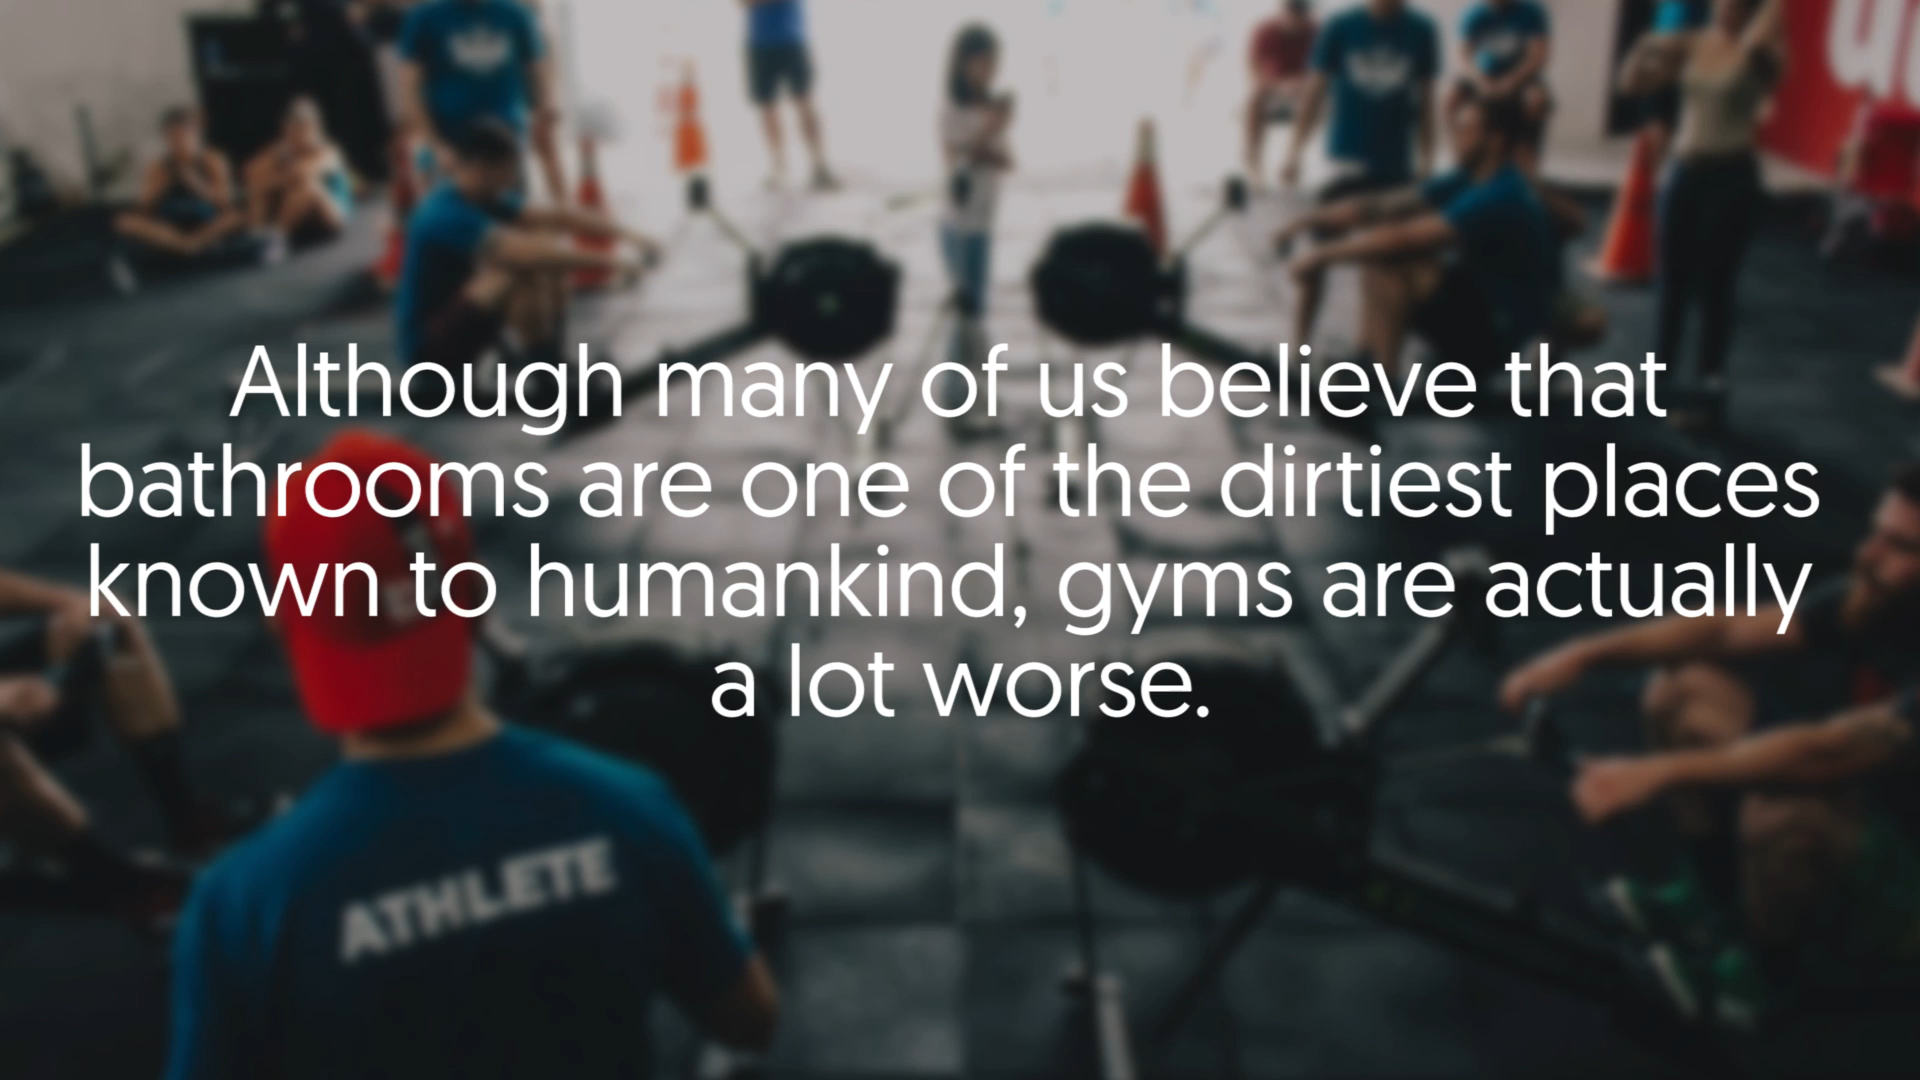 Although many of us believe that
bathrooms are one of the dirtiest places
known to humankind, gyms are actually
a lot worse.
ATHLETE